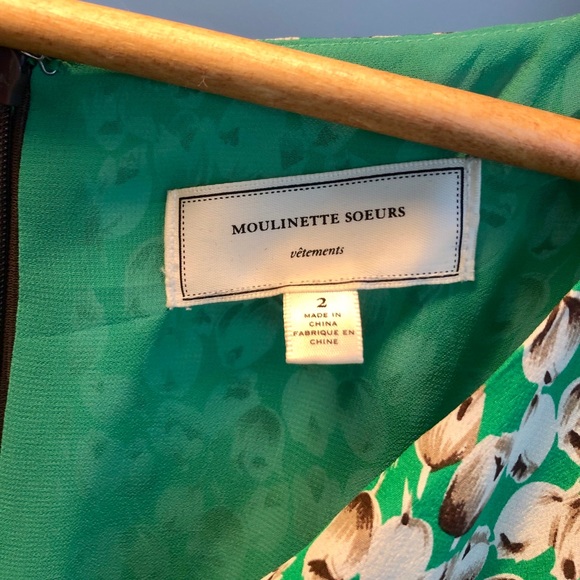 MOULINETTE SOEURS
vêtements
2
MADE IN
CHINA
FABRIQUE EN
CHINE